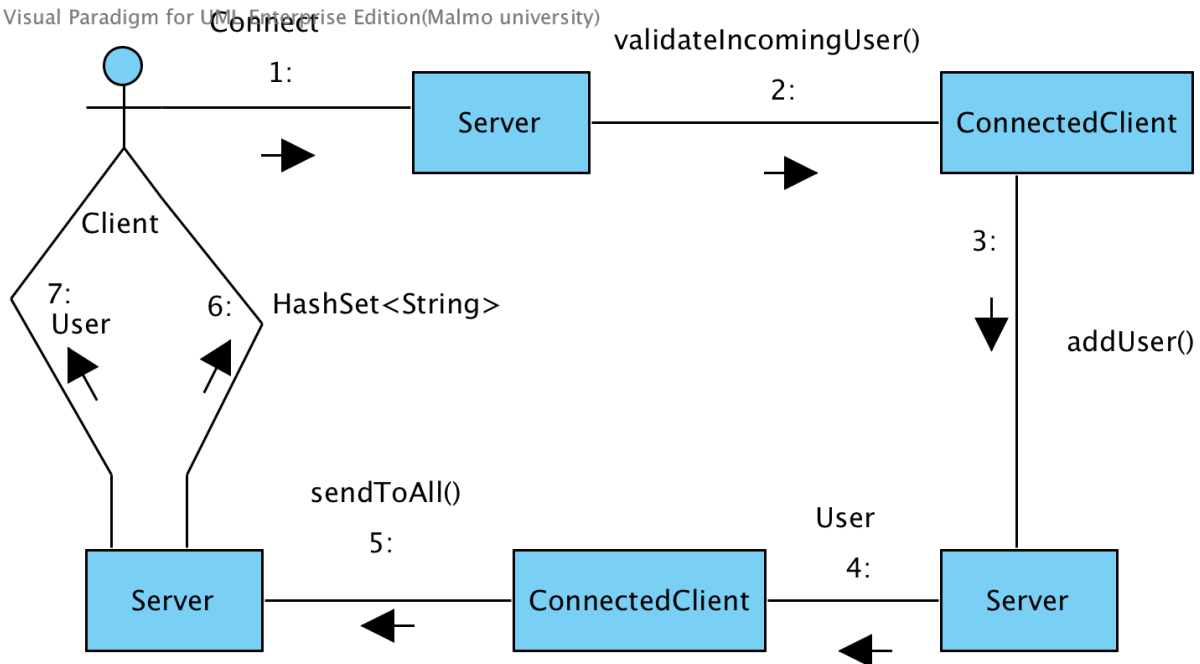 Visual Paradigm for UML Enterprise Edition(Malmo university)
Connect
1:
validateIncomingUser()
2:
Server
ConnectedClient
Client
3:
7:
User
6:
HashSet<String>
addUser()
sendToAll()
5:
User
4:
Server
ConnectedClient
Server